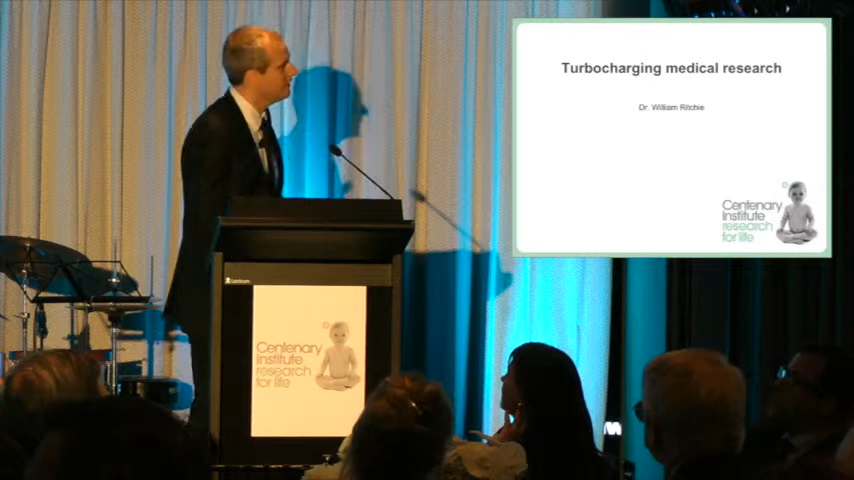 Turbocharging medical research
Dr. William Ritchie
Centenary
Institute
research
for life
Centenary
Institute
research
for life